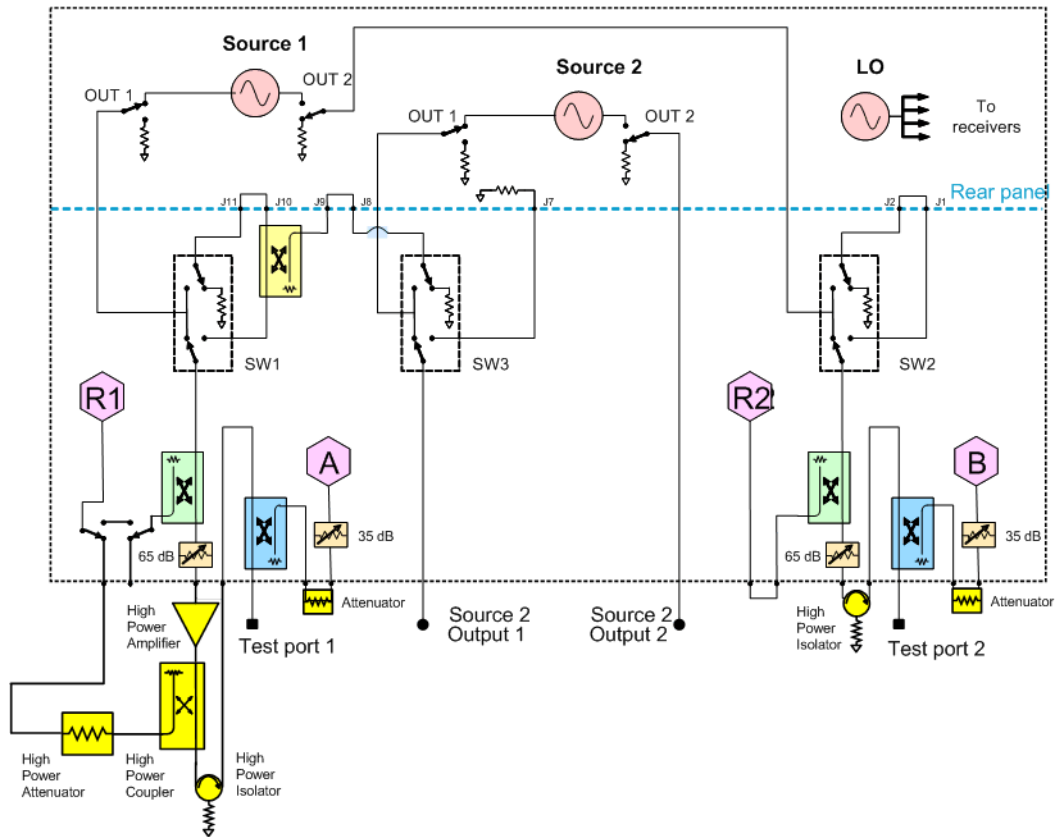 Source 1
OUT 1
OUT 2
Source 2
OUT 1
OUT 2
LO
To
receivers
Rear panel
J11
J10
J9
J8
J7
J2
J1
SW1
SW3
SW2
R1
A
R2
B
65 dB
35 dB
65 dB
35 dB
High
Power
Amplifier
Test port 1
Attenuator
Source 2
Output 1
Source 2
Output 2
High
Power
Isolator
Test port 2
Attenuator
High
Power
Attenuator
High
Power
Coupler
High
Power
Isolator